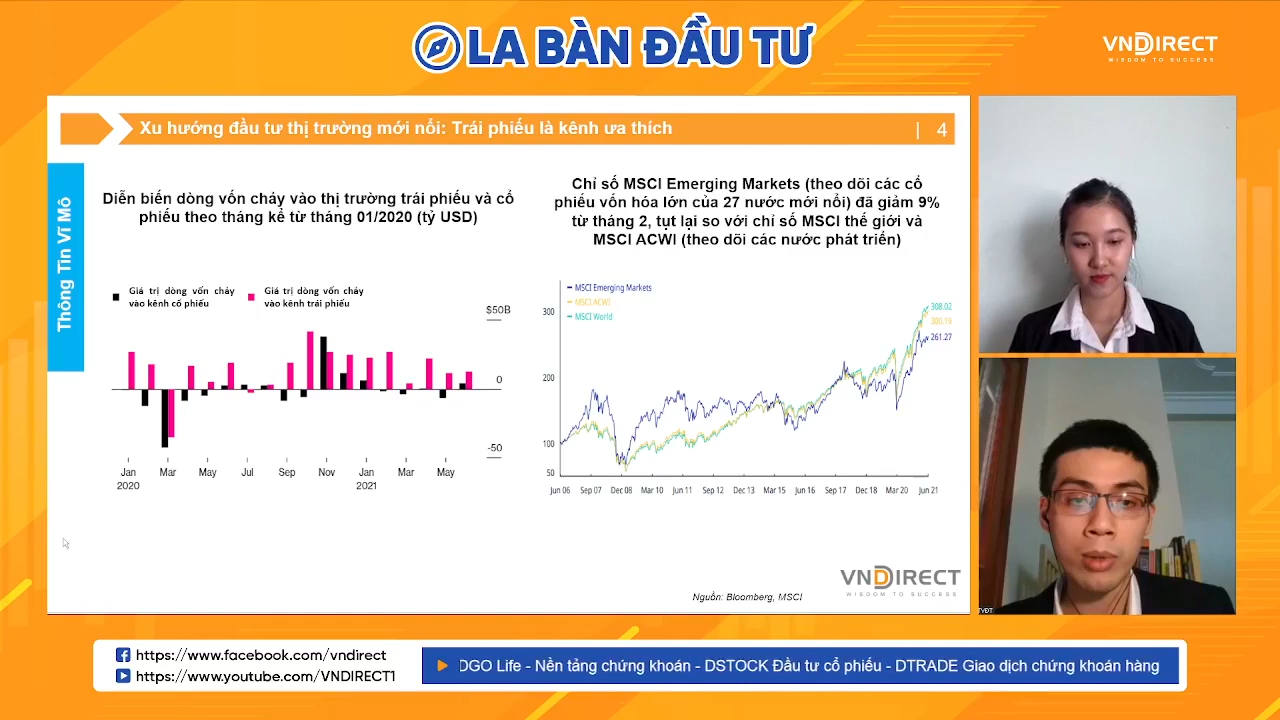 LA BÀN ĐẦU TƯ
VNDIRECT
WISDOM TO SUCCESS
Xu hướng đầu tư thị trường mới nổi: Trái phiếu là kênh ưa thích
| 4
Thông Tin Vĩ Mô
Diễn biến dòng vốn chảy vào thị trường trái phiếu và cổ
phiếu theo tháng kể từ tháng 01/2020 (tỷ USD)
Giá trị dòng vốn chảy
vào kênh cổ phiếu
Giá trị dòng vốn chảy
vào kênh trái phiếu
$50B
0
-50
Jan Mar May Jul Sep Nov Jan Mar May
2020 2021
Chỉ số MSCI Emerging Markets (theo dõi các cổ
phiếu vốn hóa lớn của 27 nước mới nổi) đã giảm 9%
từ tháng 2, tụt lại so với chỉ số MSCI thế giới và
MSCI ACWI (theo dõi các nước phát triển)
MSCI Emerging Markets
MSCI ACWI
MSCI World
300
200
100
50
308.02
300.19
261.27
Jun 06 Sep 07 Dec 08 Mar 10 Jun 11 Sep 12 Dec 13 Mar 15 Jun 16 Sep 17 Dec 18 Mar 20 Jun 21
VNDIRECT
WISDOM TO SUCCESS
Nguồn: Bloomberg, MSCI
TVĐT
https://www.facebook.com/vndirect
https://www.youtube.com/VNDIRECT1
DGO Life - Nền tảng chứng khoán - DSTOCK Đầu tư cổ phiếu - DTRADE Giao dịch chứng khoán hàng